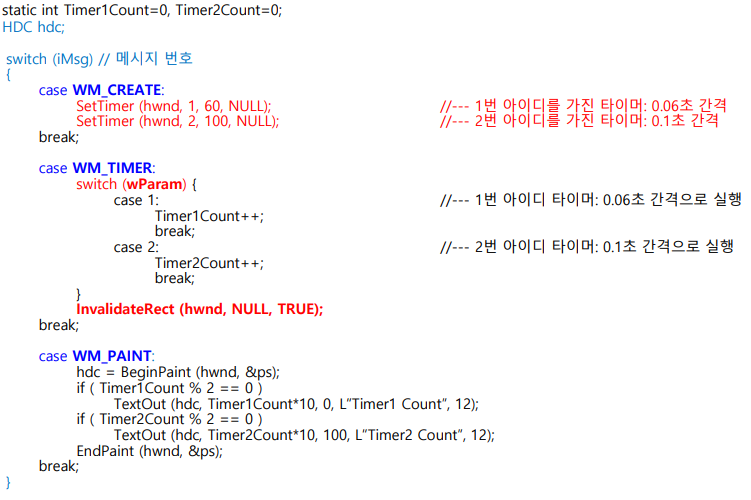 static int Timer1Count=0, Timer2Count=0;
HDC hdc;
switch (iMsg) // 메시지 번호
{
case WM_CREATE:
SetTimer (hwnd, 1, 60, NULL); //--- 1번 아이디를 가진 타이머: 0.06초 간격
SetTimer (hwnd, 2, 100, NULL); //--- 2번 아이디를 가진 타이머: 0.1초 간격
break;
case WM_TIMER:
switch (wParam) {
case 1: //--- 1번 아이디 타이머: 0.06초 간격으로 실행
Timer1Count++;
break;
case 2: //--- 2번 아이디 타이머: 0.1초 간격으로 실행
Timer2Count++;
break;
}
InvalidateRect (hwnd, NULL, TRUE);
break;
case WM_PAINT:
hdc = BeginPaint (hwnd, &ps);
if ( Timer1Count % 2 == 0 )
TextOut (hdc, Timer1Count*10, 0, L"Timer1 Count", 12);
if ( Timer2Count % 2 == 0 )
TextOut (hdc, Timer2Count*10, 100, L"Timer2 Count", 12);
EndPaint (hwnd, &ps);
break;
}